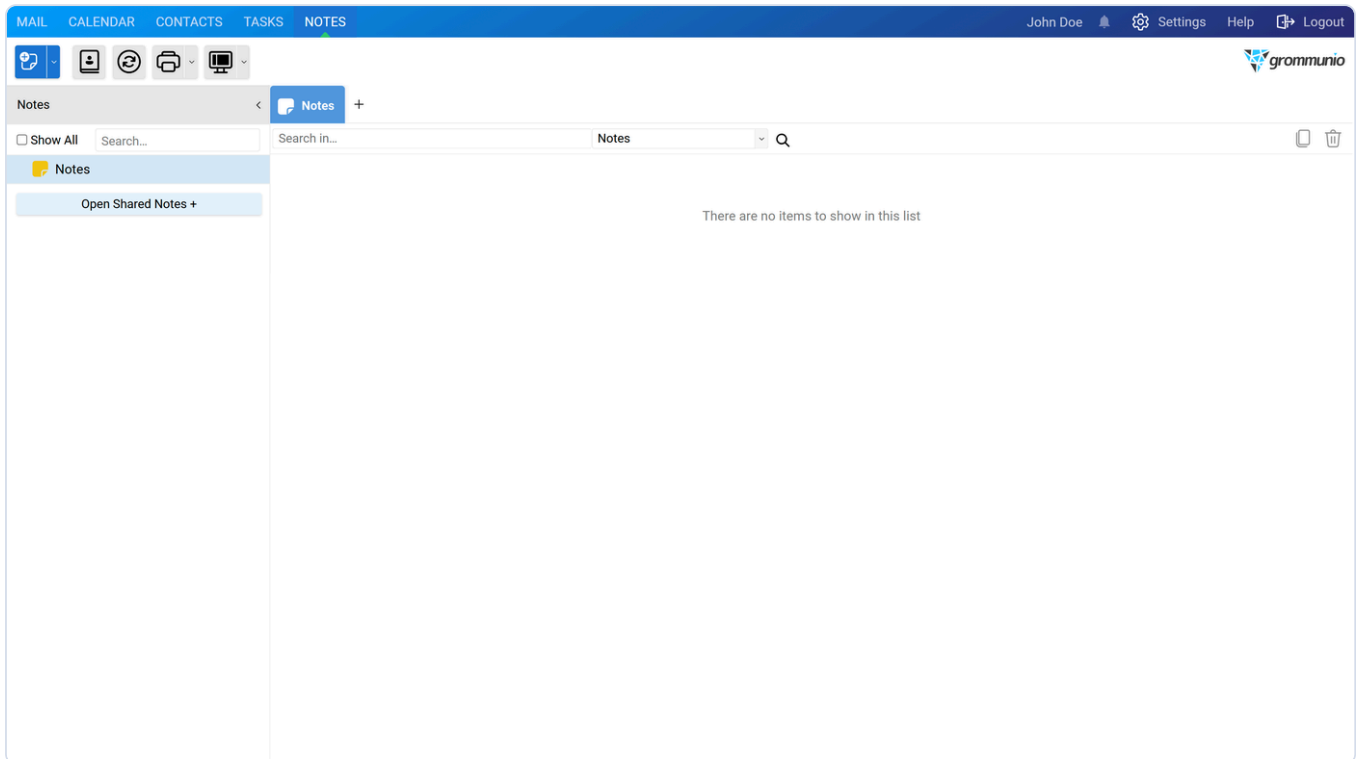 MAIL CALENDAR CONTACTS TASKS NOTES John Doe Settings Help Logout
grommunio
Notes
Notes
Show All Search...
Search in... Notes
Notes
Open Shared Notes +
There are no items to show in this list